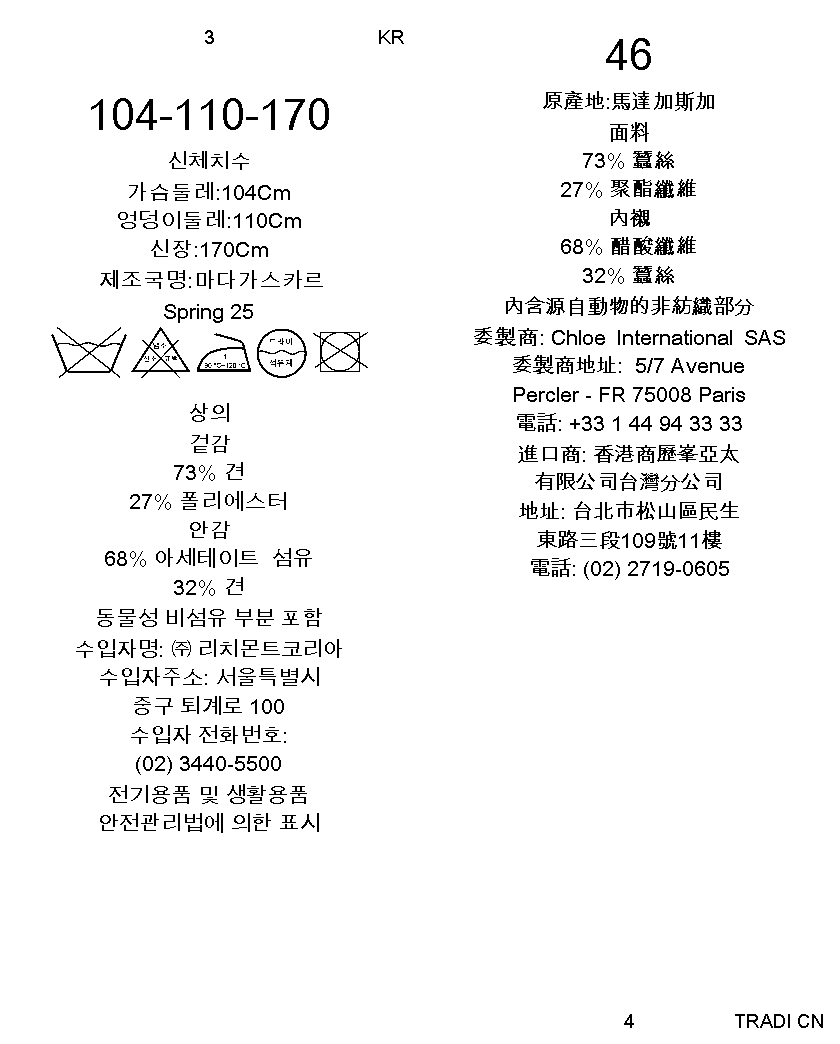 3
KR
104-110-170
신체치수
가슴둘레:104Cm
엉덩이둘레:110Cm
신장:170Cm
제조국명:마다가스카르
Spring 25
염소
산소 표백
1
90 °C~120 °C
드라이
석유계
상의
겉감
73% 견
27% 폴리에스터
안감
68% 아세테이트 섬유
32% 견
동물성 비섬유 부분 포함
수입자명: ㈜ 리치몬트코리아
수입자주소: 서울특별시
중구 퇴계로 100
수입자 전화번호:
(02) 3440-5500
전기용품 및 생활용품
안전관리법에 의한 표시
46
原產地:馬達加斯加
面料
73% 蠶絲
27% 聚酯纖維
內襯
68% 醋酸纖維
32% 蠶絲
內含源自動物的非紡織部分
委製商: Chloe International SAS
委製商地址: 5/7 Avenue
Percler - FR 75008 Paris
電話: +33 1 44 94 33 33
進口商: 香港商歷峯亞太
有限公司台灣分公司
地址: 台北市松山區民生
東路三段109號11樓
電話: (02) 2719-0605
4
TRADI CN